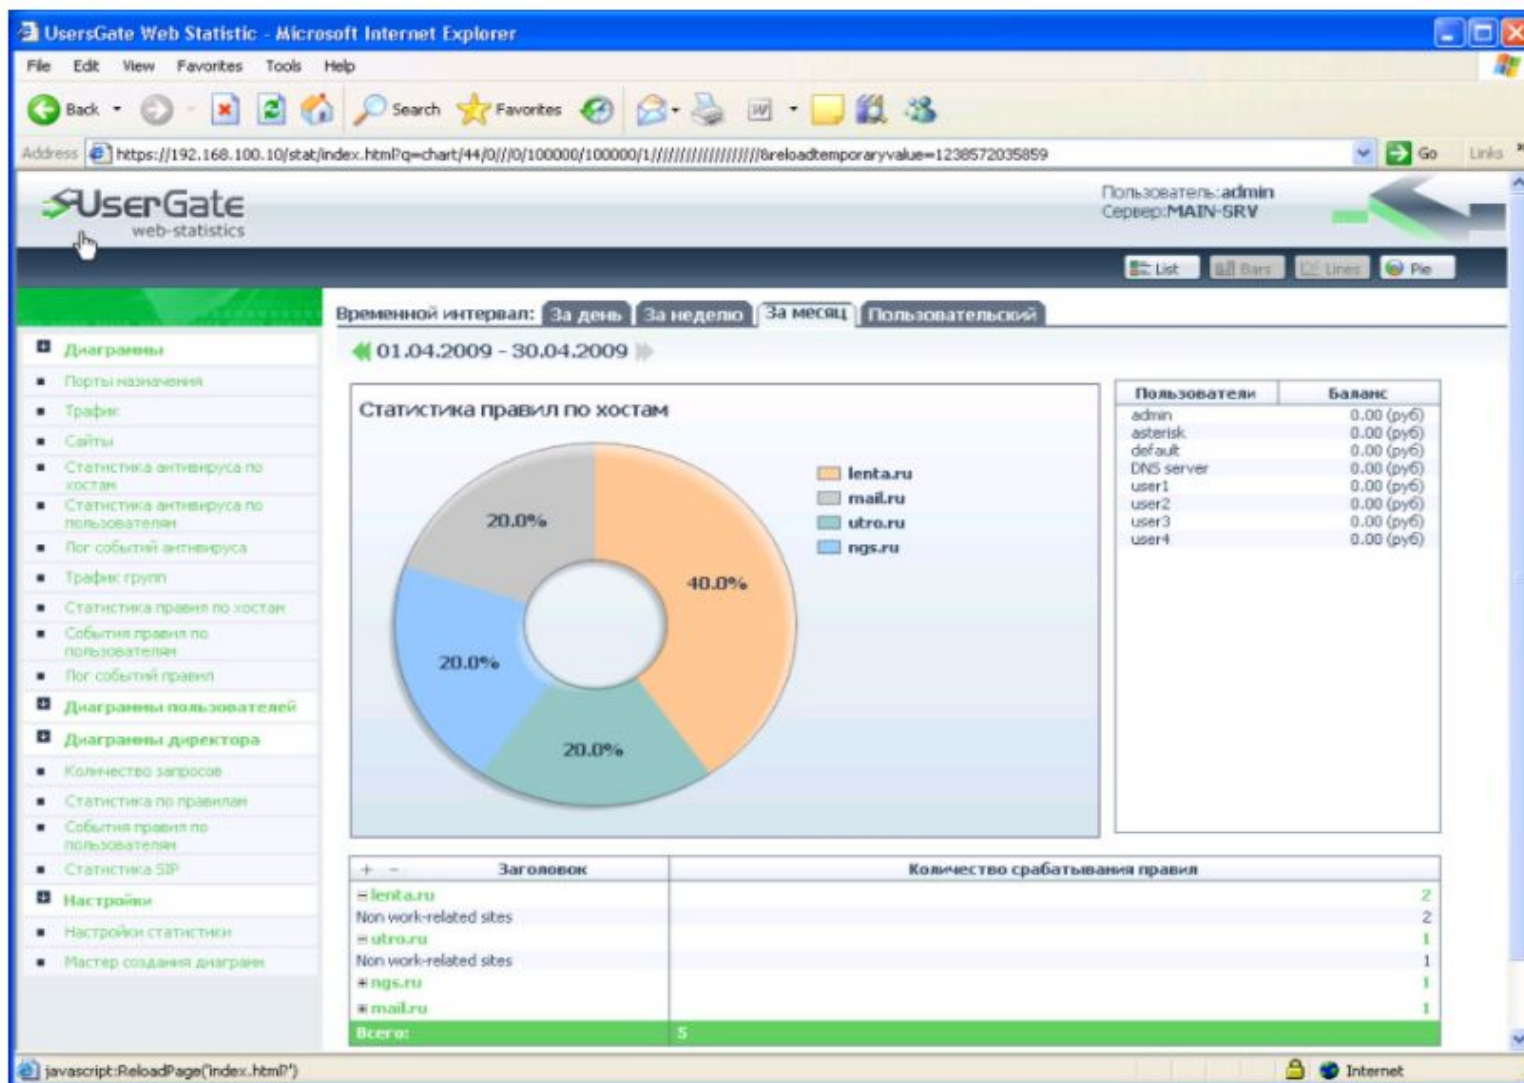 UsersGate Web Statistic - Microsoft Internet Explorer
File Edit View Favorites Tools Help
Back Search Favorites
Address https://192.168.100.10/stat/index.html?q=chart/44/0///0/100000/100000/1///////////////////&reloadtemporaryvalue=1238572035859 Go Links
UserGate
web-statistics
Пользователь:admin
Сервер:MAIN-SRV
List Bars Lines Pie
Временной интервал: За день За неделю За месяц Пользовательский
01.04.2009 - 30.04.2009
Диаграммы
Порты назначения
Трафик
Сайты
Статистика антивируса по
хостам
Статистика антивируса по
пользователям
Лог событий антивируса
Трафик групп
Статистика правил по хостам
События правил по
пользователям
Лог событий правил
Диаграммы пользователей
Диаграммы директора
Количество запросов
Статистика по правилам
События правил по
пользователям
Статистика SIP
Настройки
Настройки статистики
Мастер создания диаграмм
Статистика правил по хостам
20.0%
40.0%
20.0%
20.0%
lenta.ru
mail.ru
utro.ru
ngs.ru
Пользователи Баланс
admin 0.00 (руб)
asterisk 0.00 (руб)
default 0.00 (руб)
DNS server 0.00 (руб)
user1 0.00 (руб)
user2 0.00 (руб)
user3 0.00 (руб)
user4 0.00 (руб)
+ - Заголовок Количество срабатывания правил
lenta.ru 2
Non work-related sites 2
utro.ru 1
Non work-related sites 1
ngs.ru 1
mail.ru 1
Всего: 5
javascript:ReloadPage('index.html?') Internet